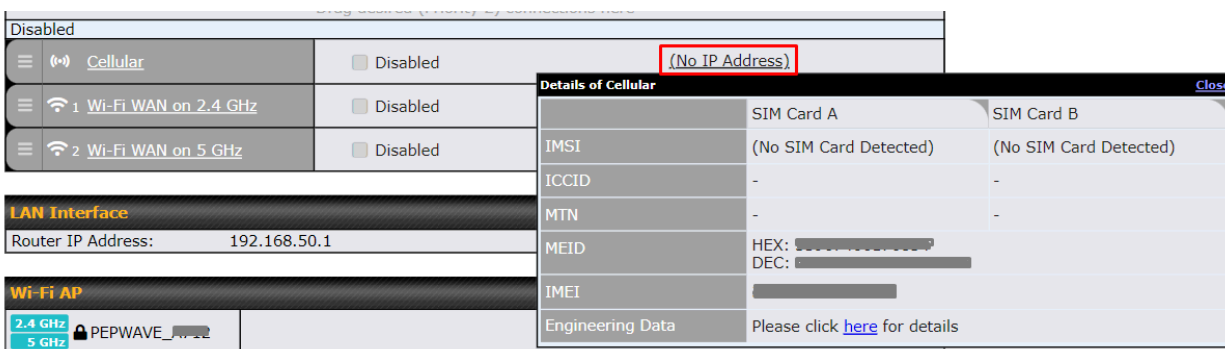 Drag desired (Priority 2) connections here
Disabled
Cellular
Disabled
(No IP Address)
1 Wi-Fi WAN on 2.4 GHz
Disabled
2 Wi-Fi WAN on 5 GHz
Disabled
Details of Cellular
Close
SIM Card A
SIM Card B
IMSI
(No SIM Card Detected)
(No SIM Card Detected)
ICCID
-
-
MTN
-
-
MEID
HEX:
DEC:
IMEI
Engineering Data
Please click here for details
LAN Interface
Router IP Address:
192.168.50.1
Wi-Fi AP
2.4 GHz
5 GHz
PEPWAVE_